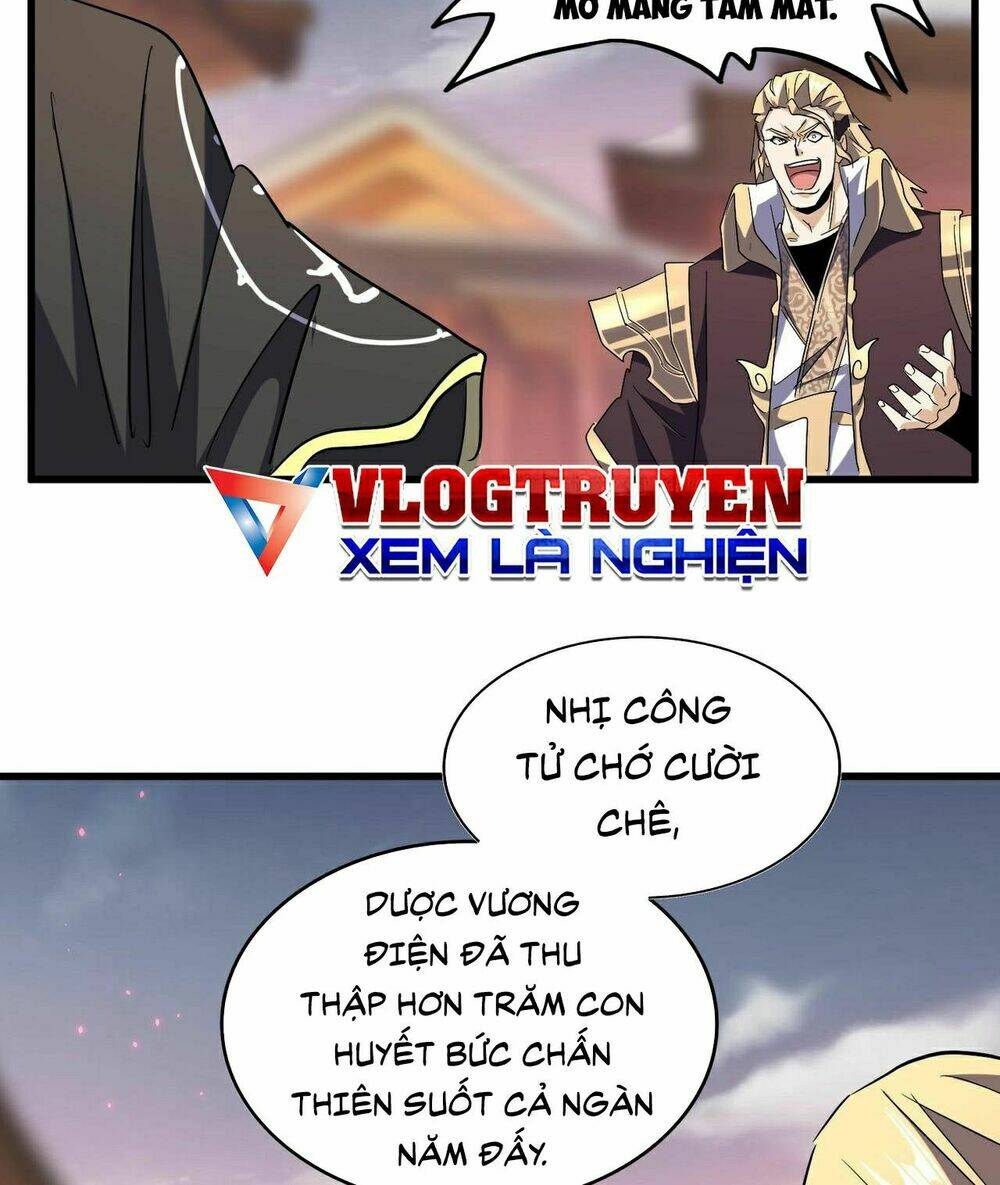 MỞ MANG TẦM MẮT.
VLOGTRUYEN
XEM LÀ NGHIỆN
NHỊ CÔNG
TỬ CHỚ CƯỜI
CHÊ,
DƯỢC VƯƠNG
ĐIỆN ĐÃ THU
THẬP HƠN TRĂM CON
HUYẾT BỨC CHẤN
THIÊN SUỐT CẢ NGÀN
NĂM ĐẤY.